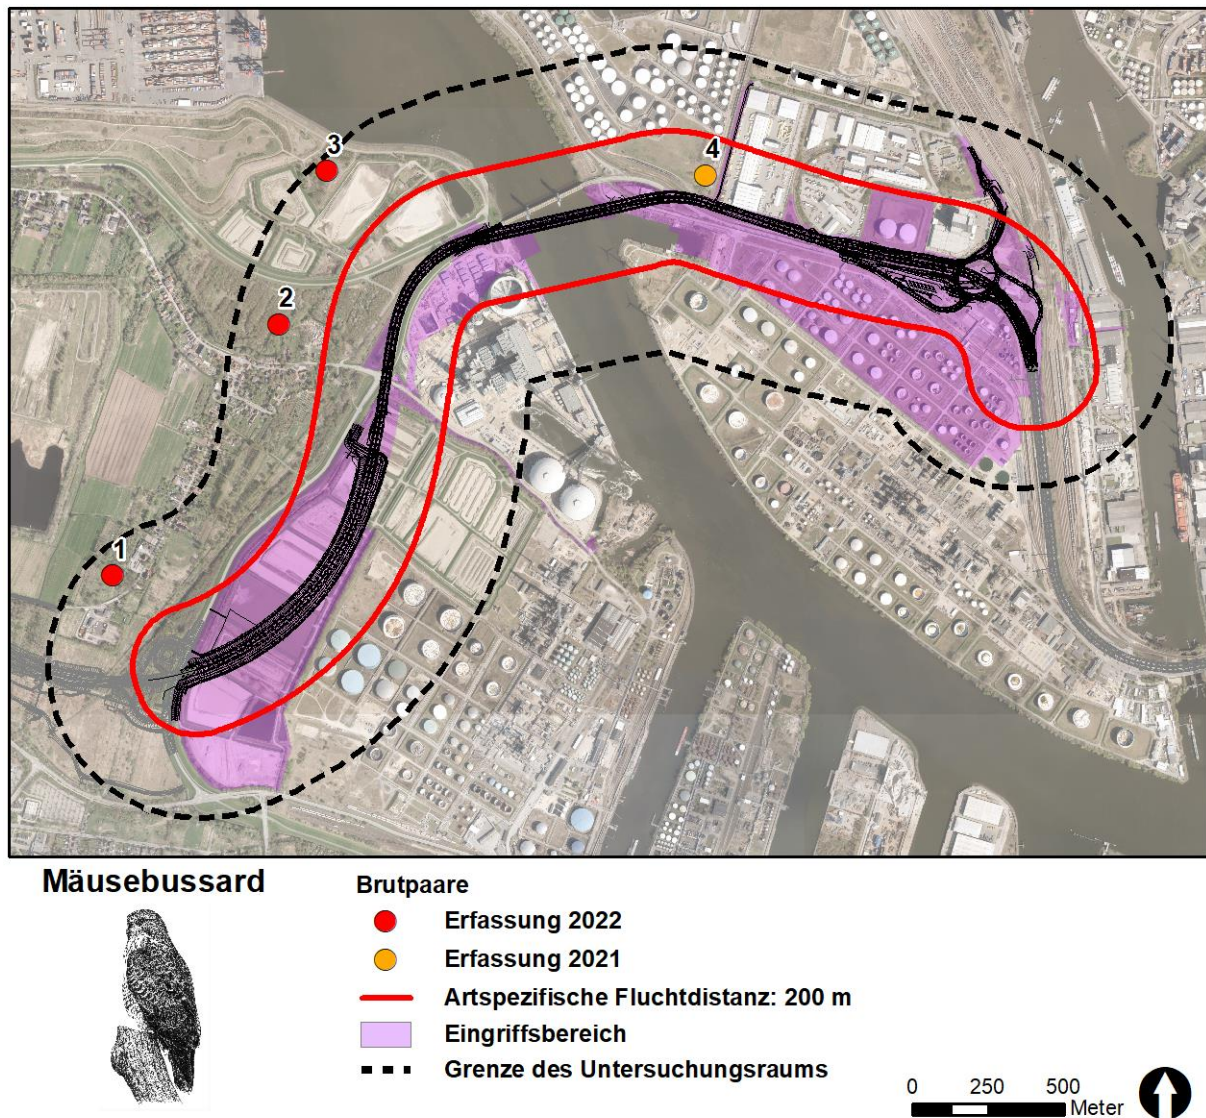 3
4
2
1
Mäusebussard
Brutpaare
Erfassung 2022
Erfassung 2021
Artspezifische Fluchtdistanz: 200 m
Eingriffsbereich
Grenze des Untersuchungsraums
0 250 500
Meter